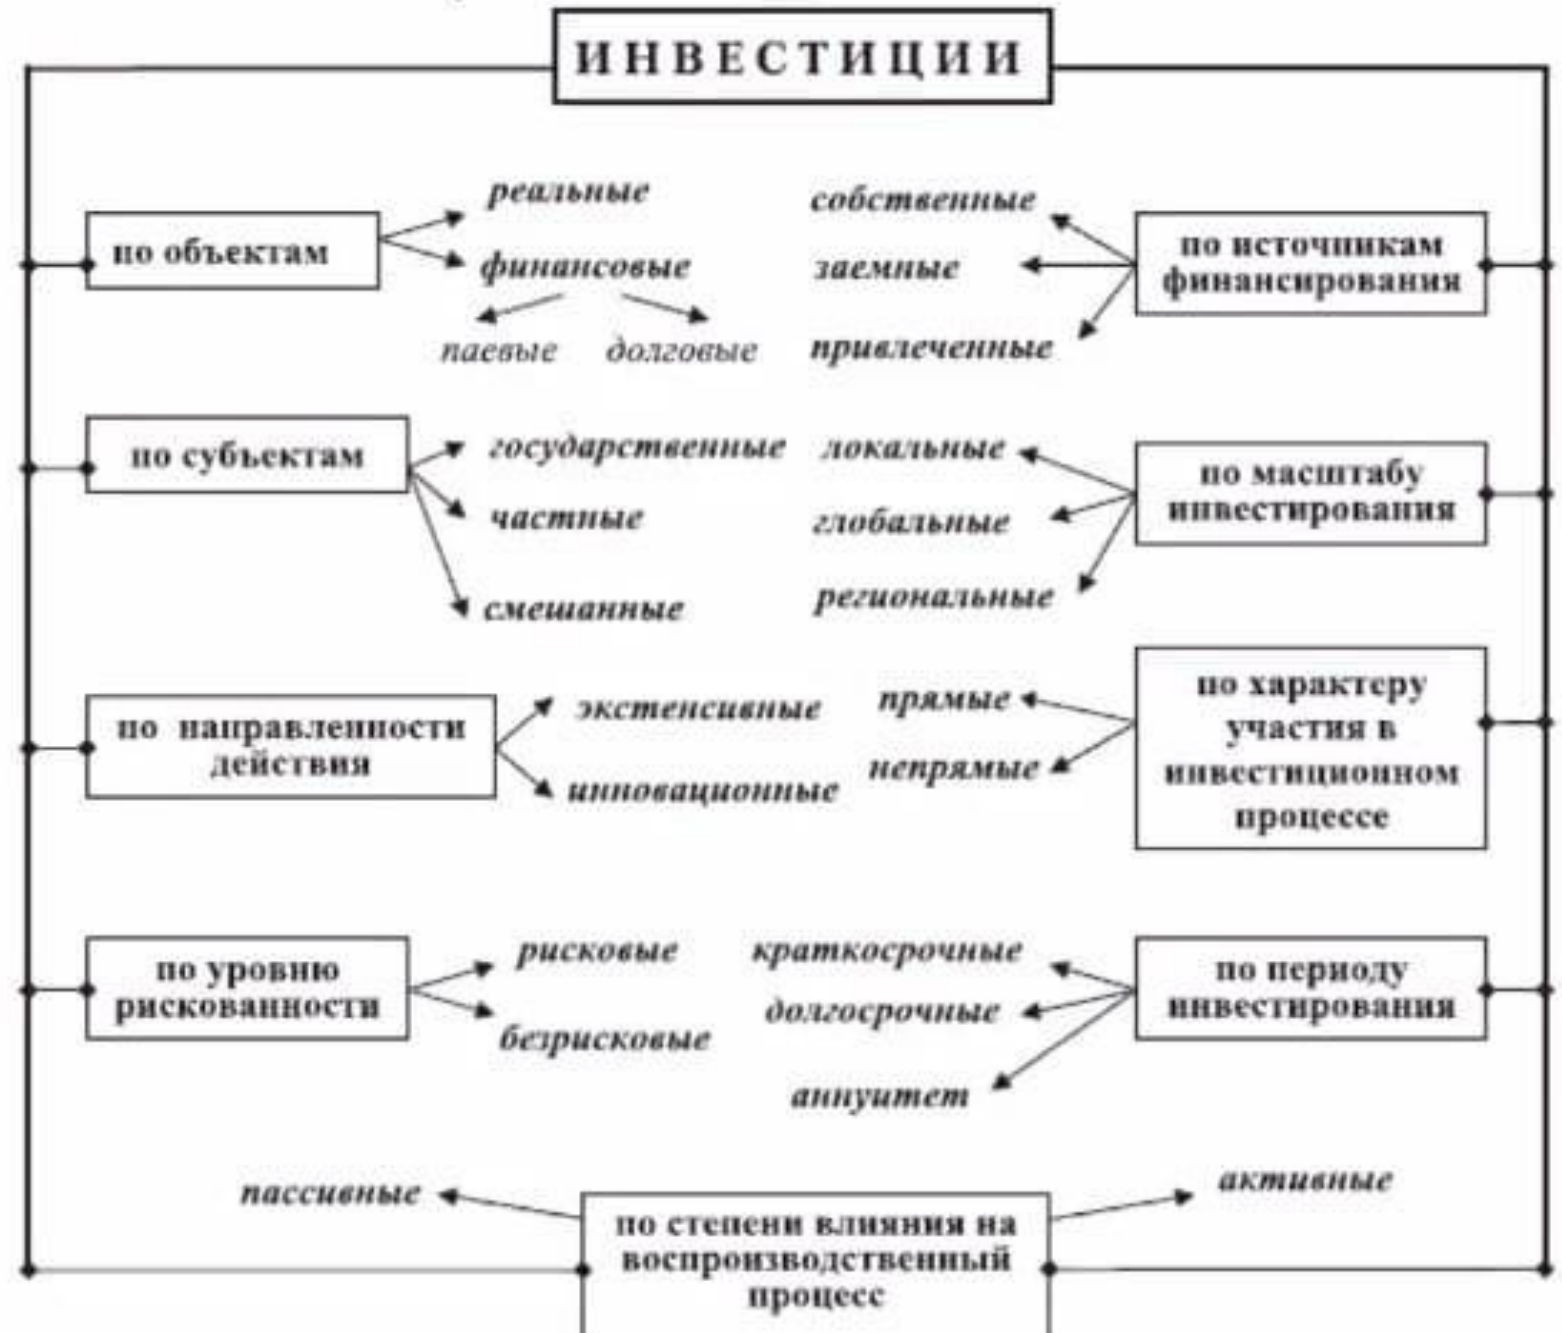 ИНВЕСТИЦИИ
по объектам
реальные
финансовые
паевые долговые
собственные
заемные
привлеченные
по источникам
финансирования
по субъектам
государственные
частные
смешанные
локальные
глобальные
региональные
по масштабу
инвестирования
по направленности
действия
экстенсивные
инновационные
прямые
непрямые
по характеру
участия в
инвестиционном
процессе
по уровню
рискованности
рисковые
безрисковые
краткосрочные
долгосрочные
аннуитет
по периоду
инвестирования
пассивные
по степени влияния на
воспроизводственный
процесс
активные